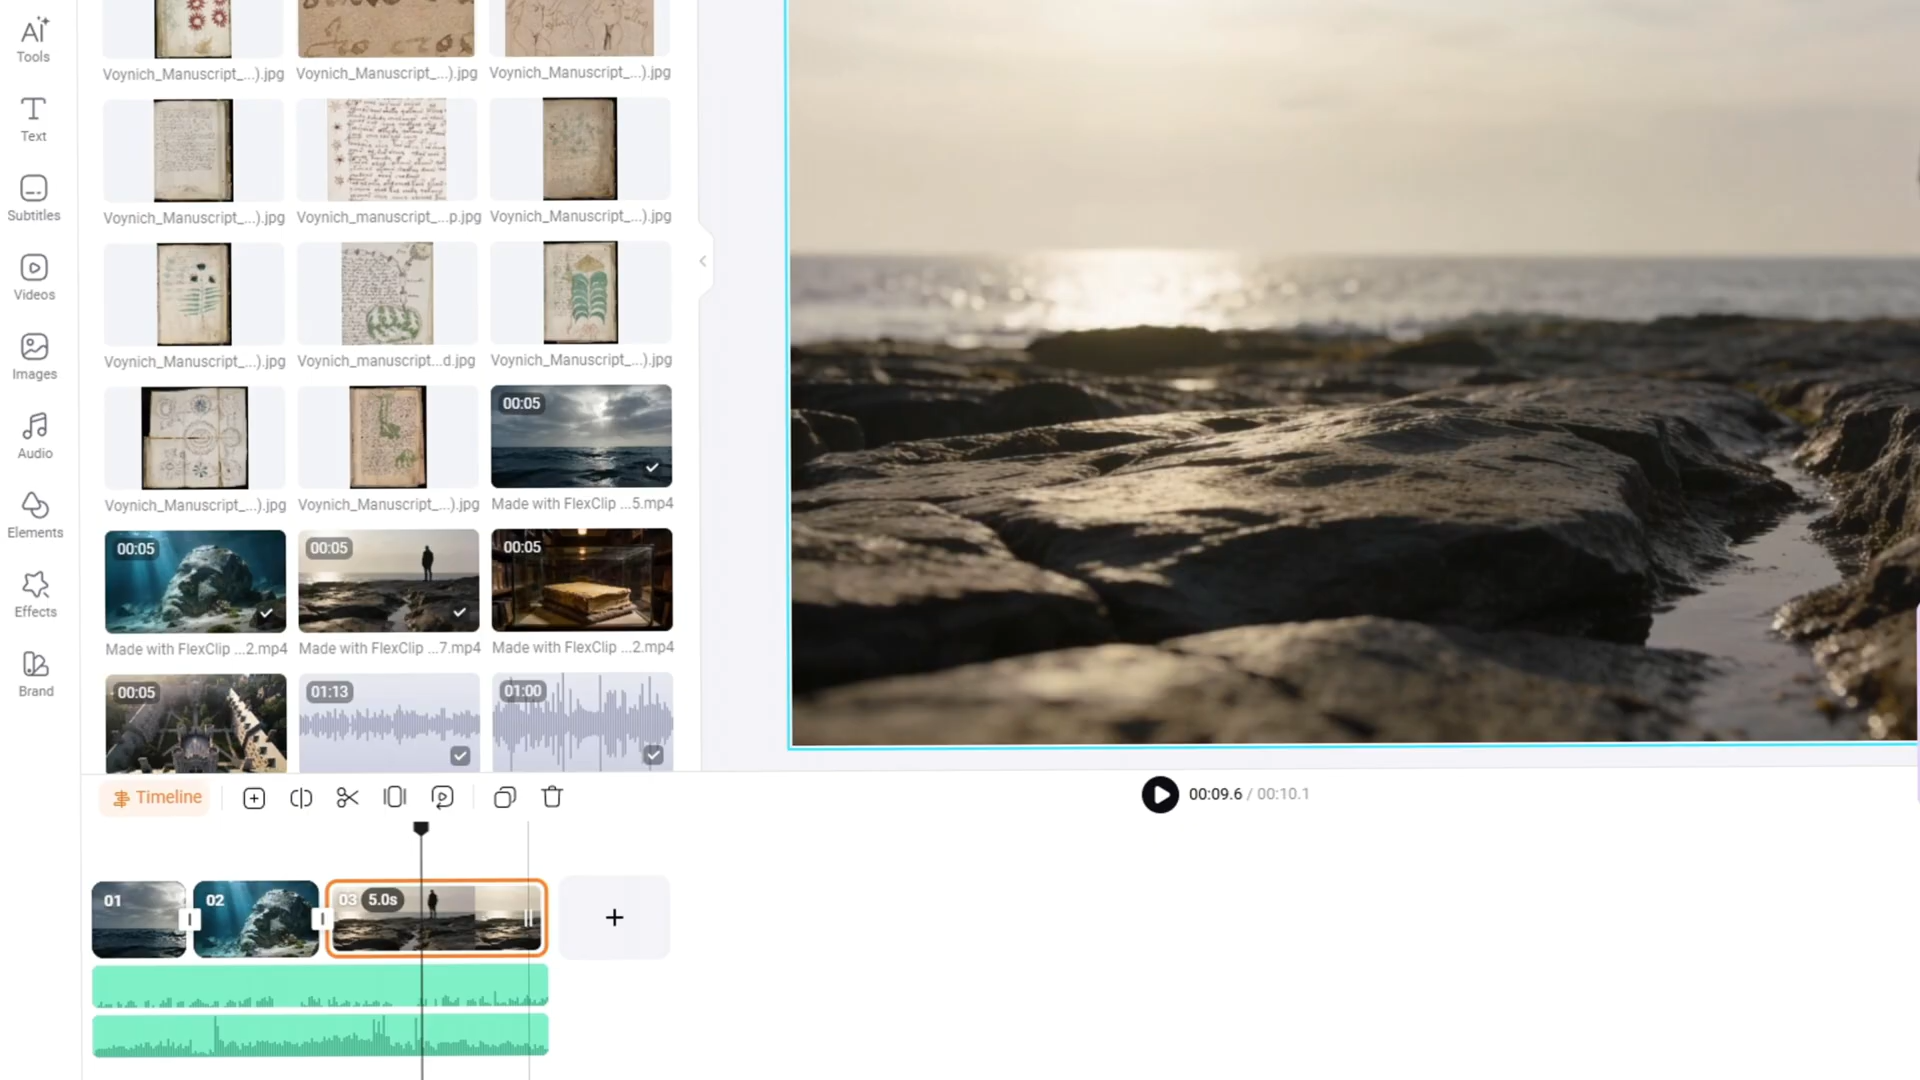 AI
Tools
Text
Subtitles
Videos
Images
Audio
Elements
Effects
Brand
Voynich_Manuscript_...).jpg
Voynich_Manuscript_...).jpg
Voynich_Manuscript_...).jpg
Voynich_Manuscript_...).jpg
Voynich_manuscript_...p.jpg
Voynich_Manuscript_...).jpg
Voynich_Manuscript_...).jpg
Voynich_manuscript...d.jpg
Voynich_Manuscript_...).jpg
00:05
Voynich_Manuscript_...).jpg
Voynich_Manuscript_...).jpg
Made with FlexClip ...5.mp4
00:05
00:05
00:05
Made with FlexClip ...2.mp4
Made with FlexClip ...7.mp4
Made with FlexClip ...2.mp4
00:05
01:13
01:00
Timeline
00:09.6 / 00:10.1
01
02
03
5.0s